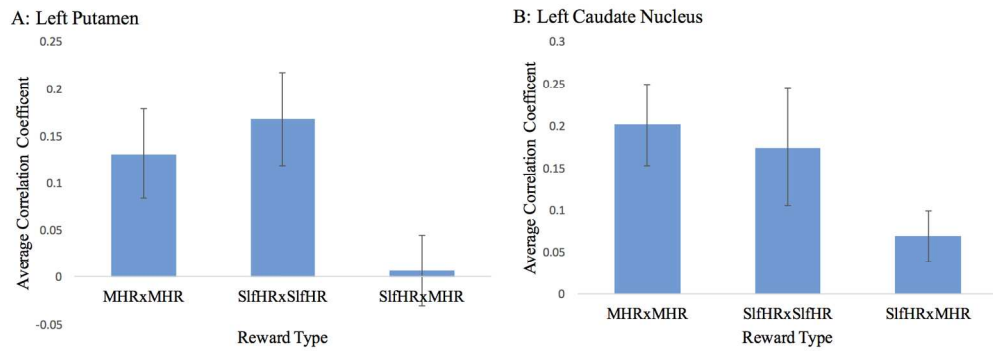 A: Left Putamen
Average Correlation Coefficient
0.25
0.2
0.15
0.1
0.05
0
-0.05
MHRxMHR
SlfHRxSlfHR
SlfHRxMHR
Reward Type
B: Left Caudate Nucleus
Average Correlation Coefficent
0.3
0.25
0.2
0.15
0.1
0.05
0
MHRxMHR
SlfHRxSlfHR
SlfHRxMHR
Reward Type